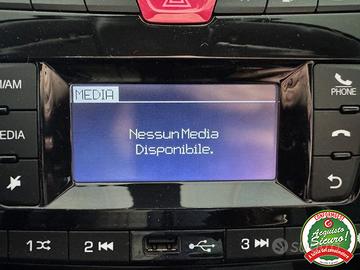 M/AM
MEDIA
PHONE
EDIA
Nessun Media
Disponibile.
1
2
3
Acquisto
Sicuro!